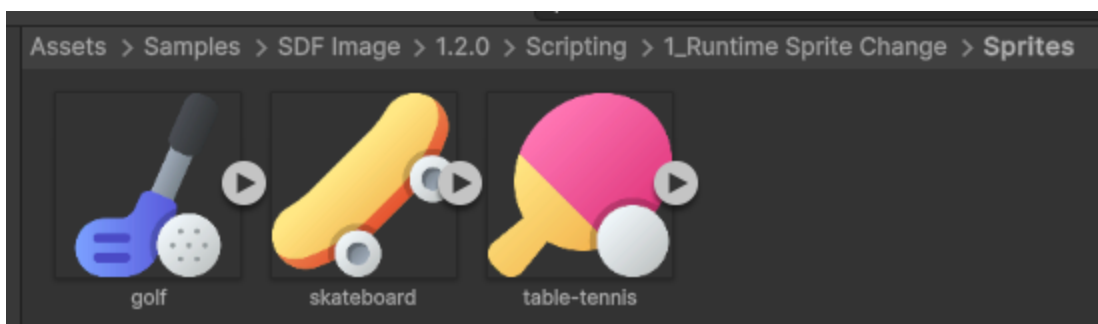 Assets > Samples > SDF Image > 1.2.0 > Scripting > 1_Runtime Sprite Change > Sprites
golf skateboard table-tennis